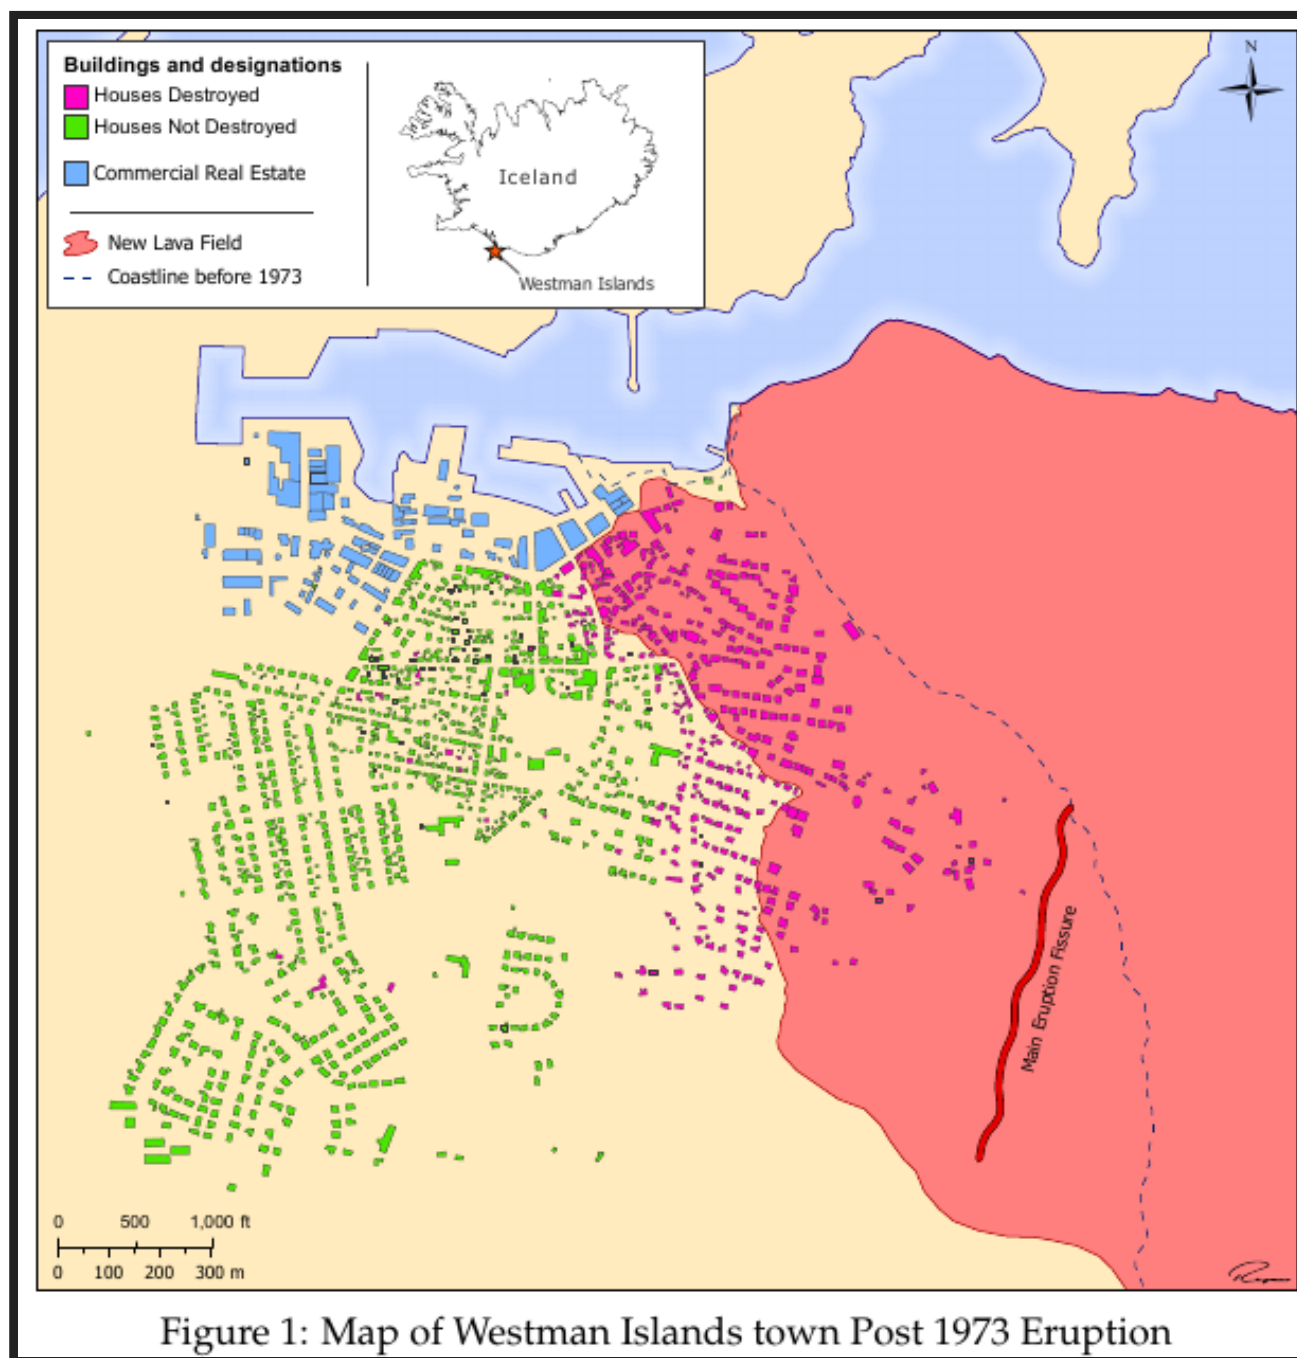 Buildings and designations
Houses Destroyed
Houses Not Destroyed
Commercial Real Estate
New Lava Field
Coastline before 1973
Iceland
Westman Islands
N
Main Eruption Fissure
0 500 1,000 ft
0 100 200 300 m
Figure 1: Map of Westman Islands town Post 1973 Eruption